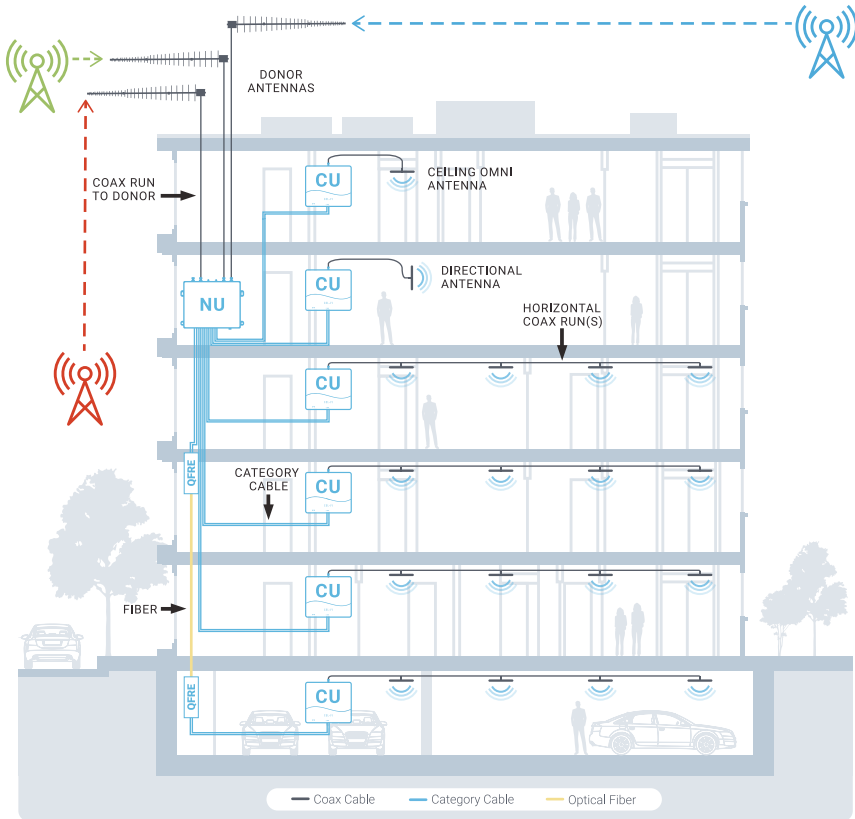 DONOR
ANTENNAS
COAX RUN
TO DONOR
CU
CEILING OMNI
ANTENNA
NU
CU
DIRECTIONAL
ANTENNA
HORIZONTAL
COAX RUN(S)
CU
QFRE
CATEGORY
CABLE
CU
FIBER
CU
QFRE
CU
Coax Cable
Category Cable
Optical Fiber